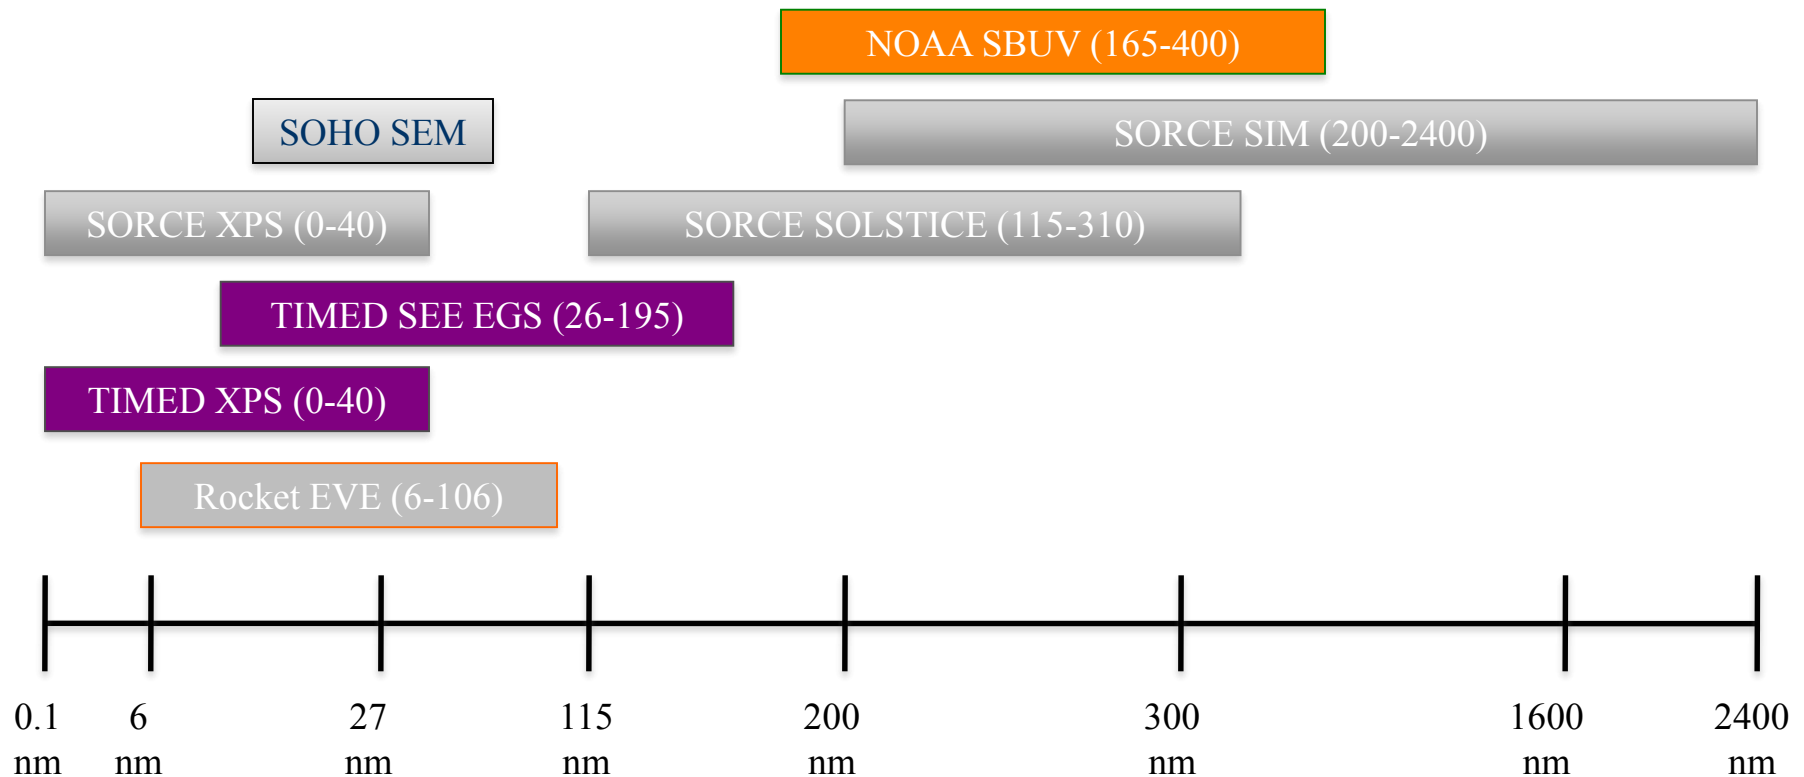 NOAA SBUV (165-400)
SOHO SEM
SORCE SIM (200-2400)
SORCE XPS (0-40)
SORCE SOLSTICE (115-310)
TIMED SEE EGS (26-195)
TIMED XPS (0-40)
Rocket EVE (6-106)
0.1 6 27 115 200 300 1600 2400
nm nm nm nm nm nm nm nm